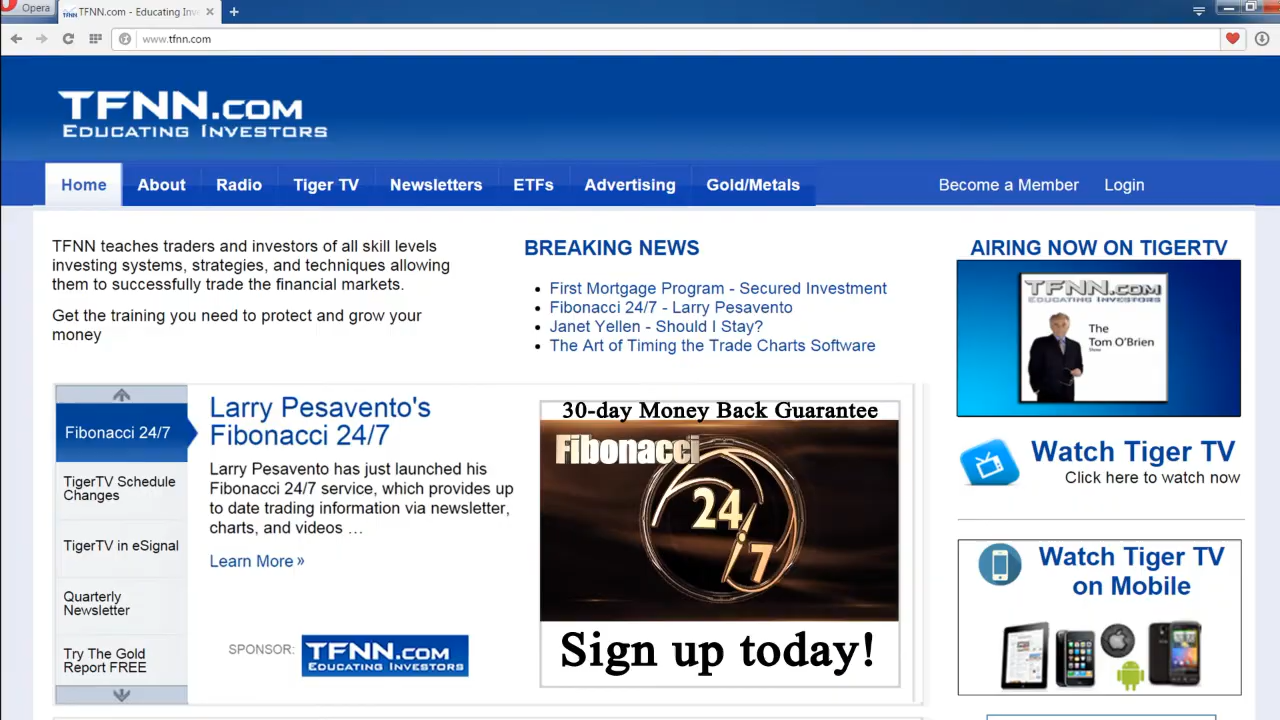 Opera
TFNN.com - Educating Inv
www.tfnn.com
TFNN.COM
EDUCATING INVESTORS
Home
About
Radio
Tiger TV
Newsletters
ETFs
Advertising
Gold/Metals
Become a Member
Login
TFNN teaches traders and investors of all skill levels
investing systems, strategies, and techniques allowing
them to successfully trade the financial markets.
Get the training you need to protect and grow your
money
BREAKING NEWS
First Mortgage Program - Secured Investment
Fibonacci 24/7 - Larry Pesavento
Janet Yellen - Should I Stay?
The Art of Timing the Trade Charts Software
AIRING NOW ON TIGERTV
TFNN.COM
EDUCATING INVESTORS
The
Tom O'Brien
Show
Watch Tiger TV
Click here to watch now
Fibonacci 24/7
TigerTV Schedule
Changes
TigerTV in eSignal
Quarterly
Newsletter
Try The Gold
Report FREE
Larry Pesavento's
Fibonacci 24/7
Larry Pesavento has just launched his
Fibonacci 24/7 service, which provides up
to date trading information via newsletter,
charts, and videos …
Learn More »
SPONSOR:
TFNN.COM
EDUCATING INVESTORS
30-day Money Back Guarantee
Fibonacci
24/7
Sign up today!
Watch Tiger TV
on Mobile